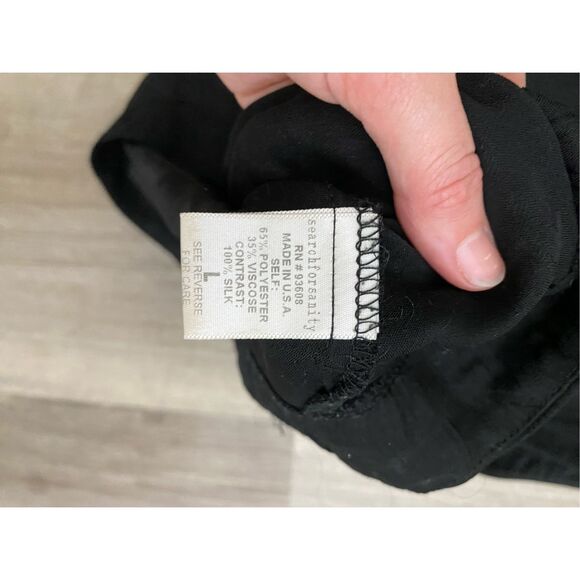 searchforsanity
RN # 93608
MADE IN U.S.A.
SELF:
65% POLYESTER
35% VISCOSE
CONTRAST:
100% SILK
L
SEE REVERSE
FOR CARE